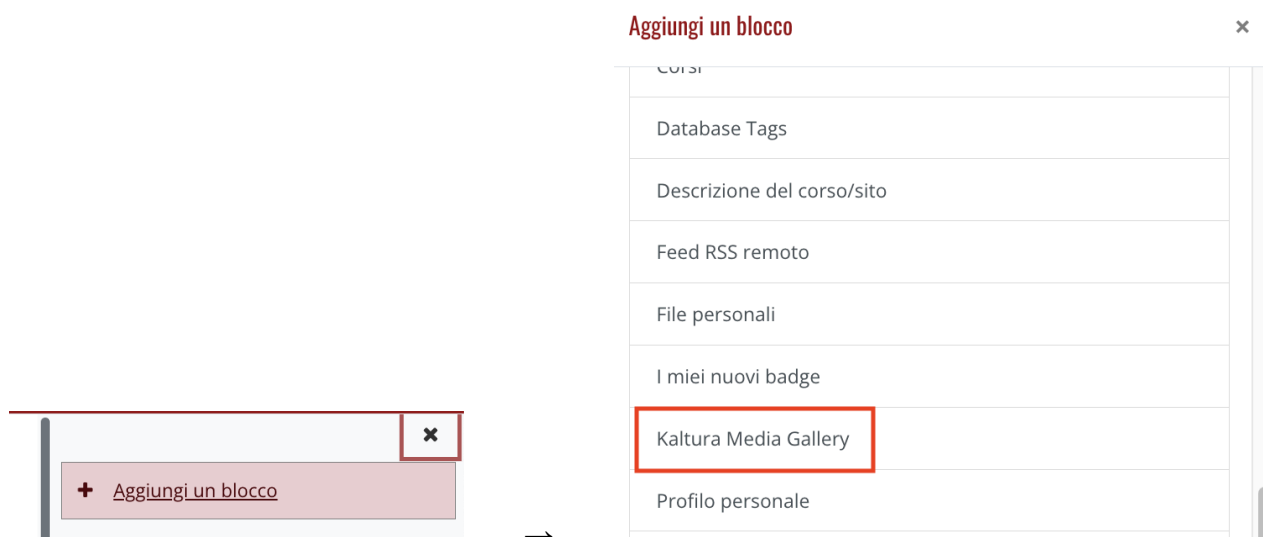 Aggiungi un blocco
Corsi
Database Tags
Descrizione del corso/sito
Feed RSS remoto
File personali
I miei nuovi badge
Kaltura Media Gallery
Profilo personale
Aggiungi un blocco